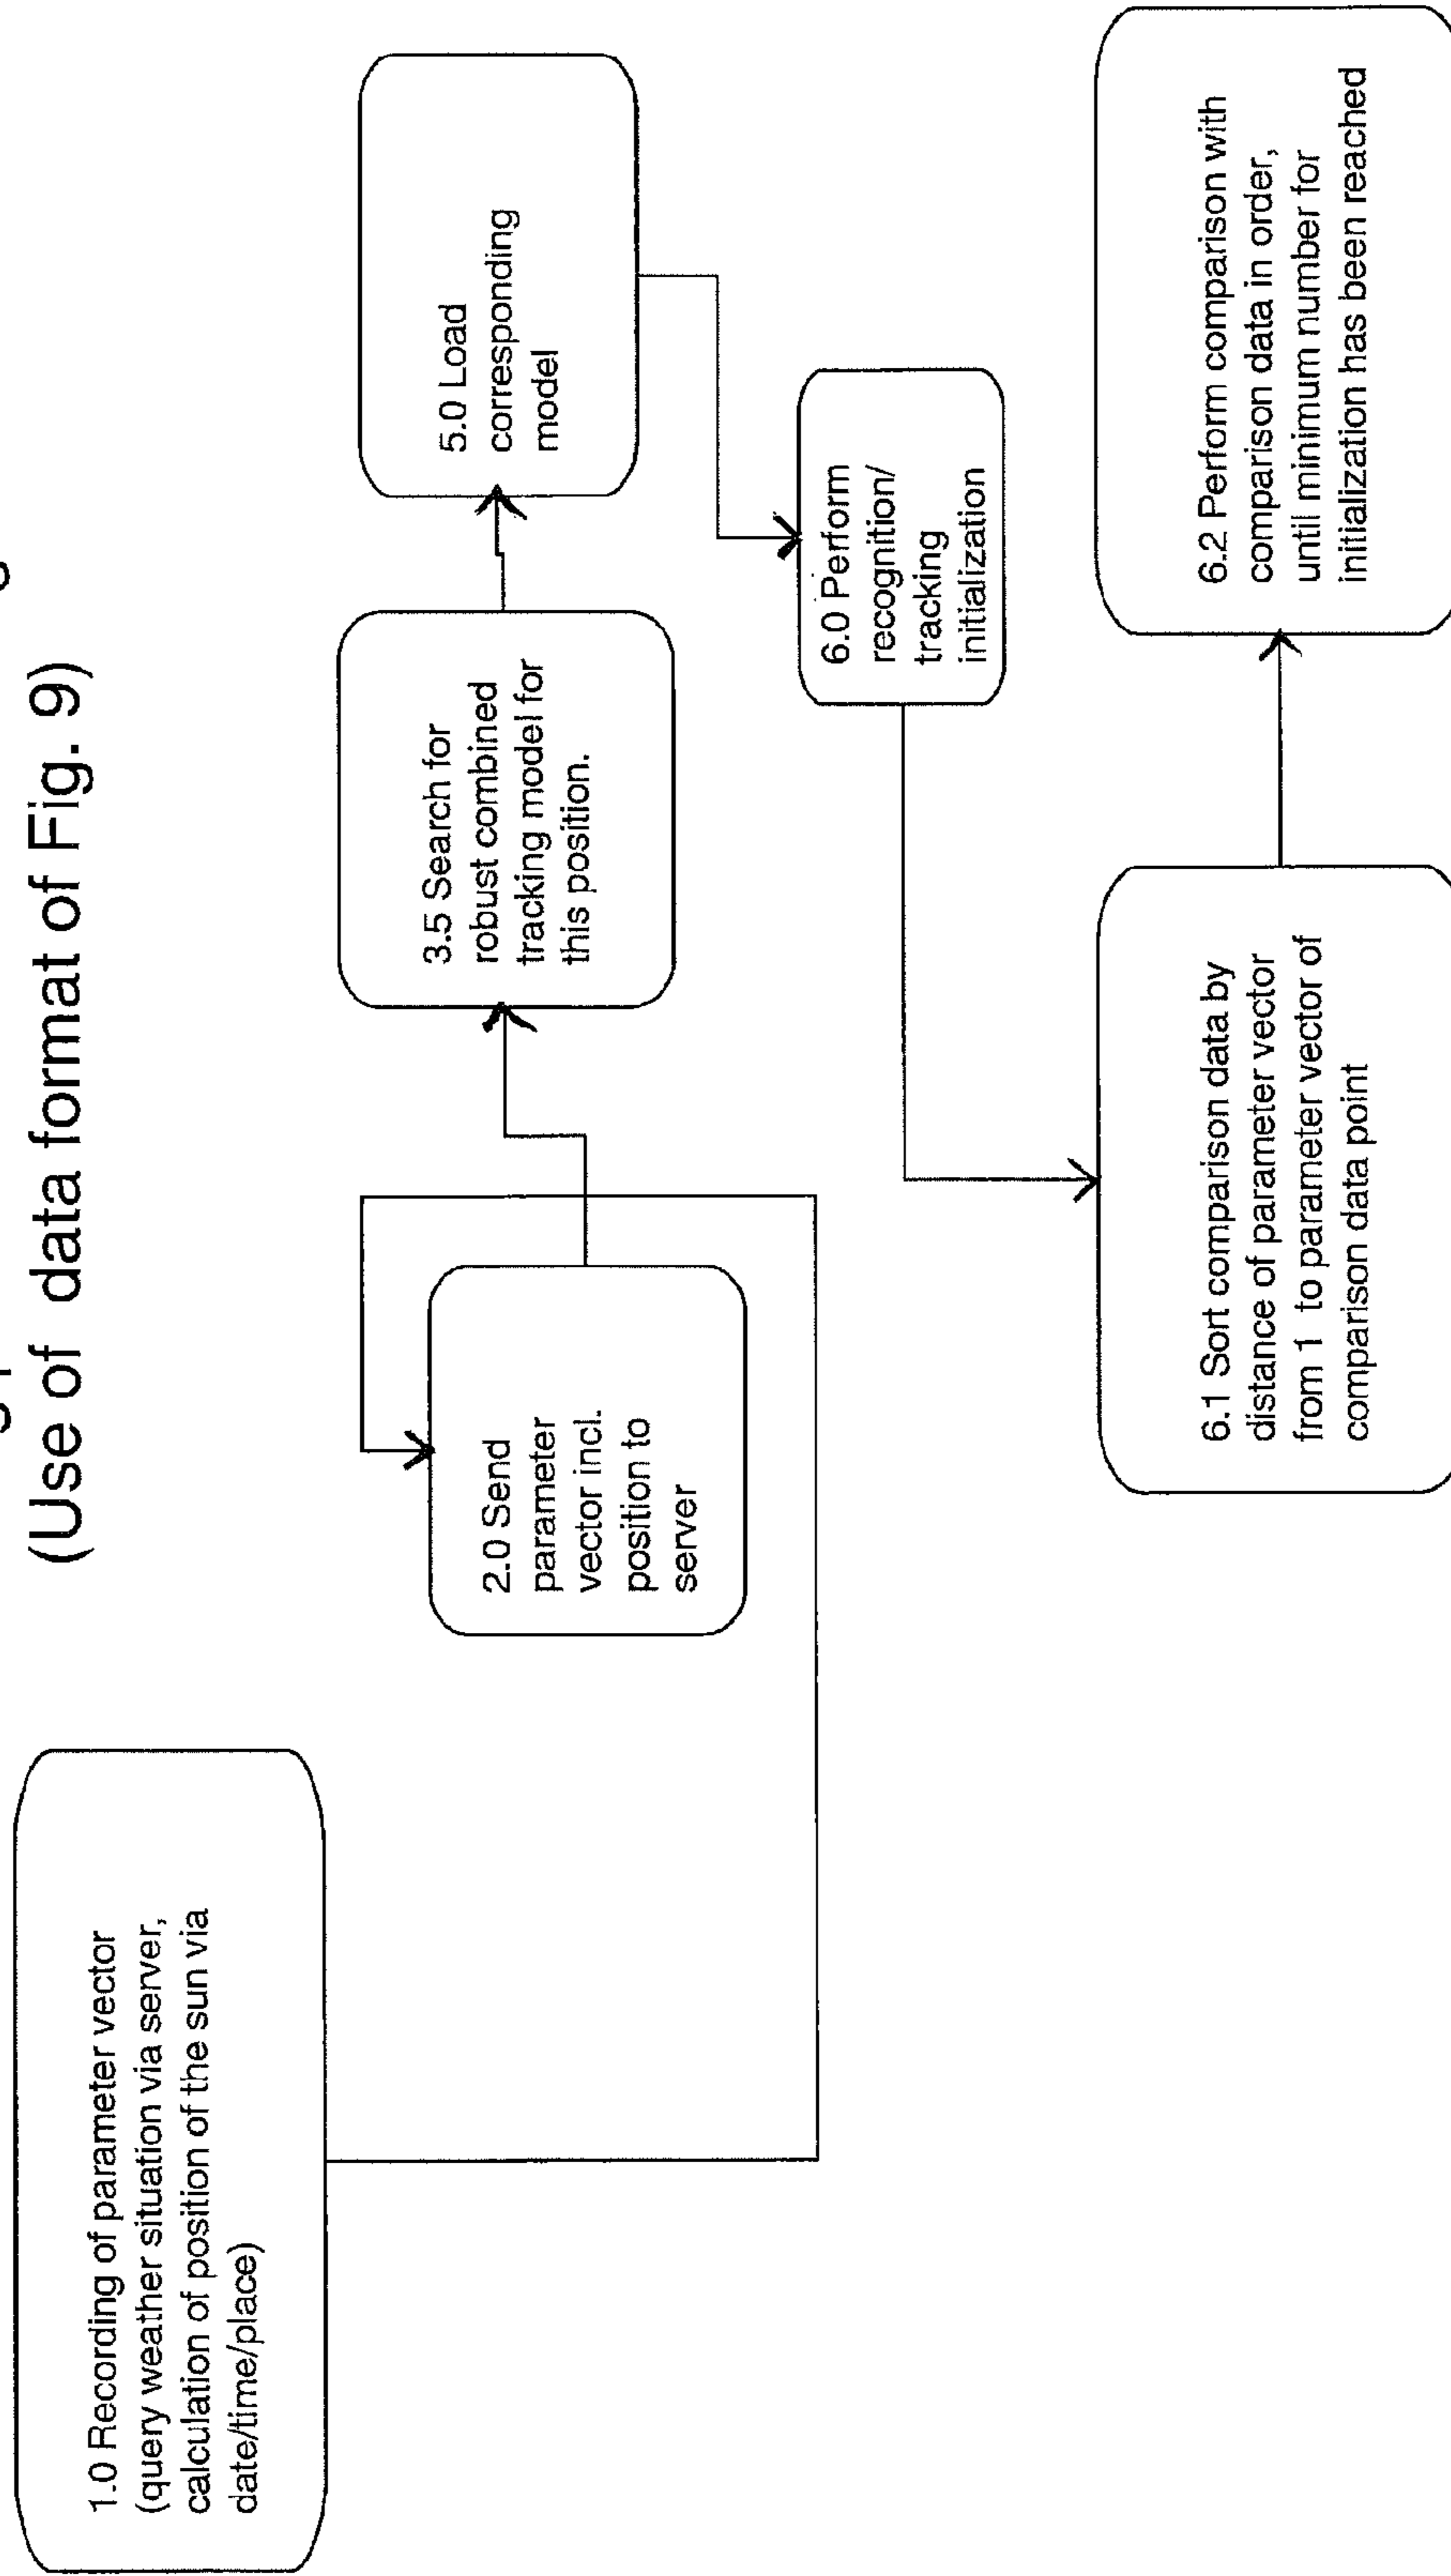 (Use of data format of Fig. 9)
1.0 Recording of parameter vector
(query weather situation via server,
calculation of position of the sun via
date/time/place)
2.0 Send
parameter
vector incl.
position to
server
3.5 Search for
robust combined
tracking model for
this position.
5.0 Load
corresponding
model
6.0 Perform
recognition/
tracking
initialization
6.1 Sort comparison data by
distance of parameter vector
from 1 to parameter vector of
comparison data point
6.2 Perform comparison with
comparison data in order,
until minimum number for
initialization has been reached